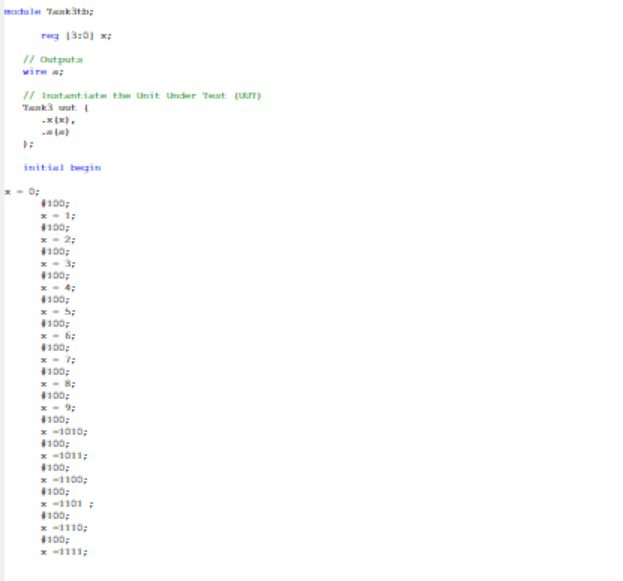 module Task3tb;
reg [3:0] x;
// Outputs
wire a;
// Instantiate the Unit Under Test (UUT)
Task3 uut (
.x(x),
.a(a)
);
initial begin
x = 0;
#100;
x = 1;
#100;
x = 2;
#100;
x = 3;
#100;
x = 4;
#100;
x = 5;
#100;
x = 6;
#100;
x = 7;
#100;
x = 8;
#100;
x = 9;
#100;
x =1010;
#100;
x =1011;
#100;
x =1100;
#100;
x =1101 ;
#100;
x =1110;
#100;
x =1111;